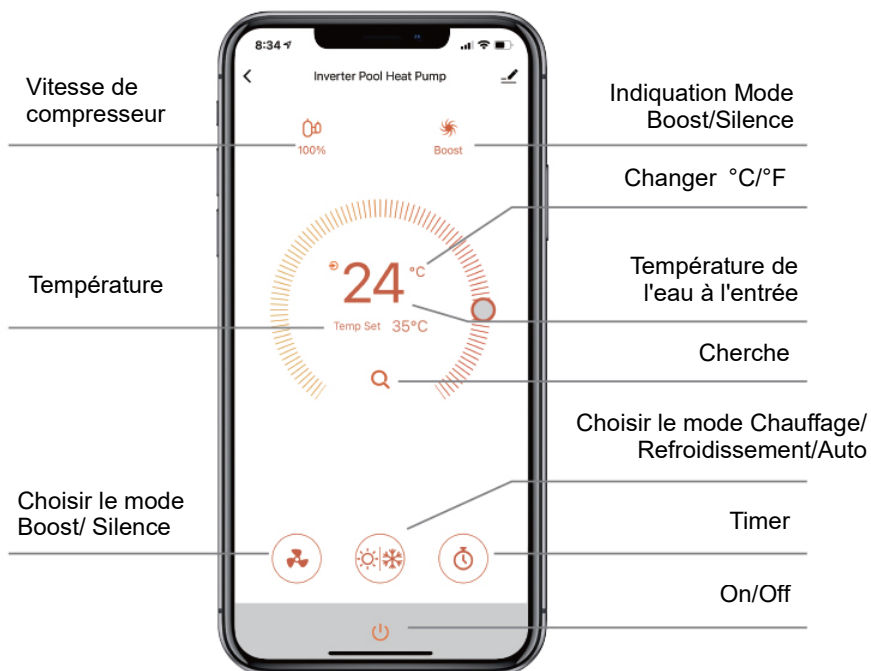 8:34
Inverter Pool Heat Pump
Vitesse de
compresseur
100%
Boost
Indiquation Mode
Boost/Silence
Changer °C/°F
24 °C
Température de
l'eau à l'entrée
Température
Temp Set 35°C
Cherche
Choisir le mode Chauffage/
Refroidissement/Auto
Choisir le mode
Boost/ Silence
Timer
On/Off